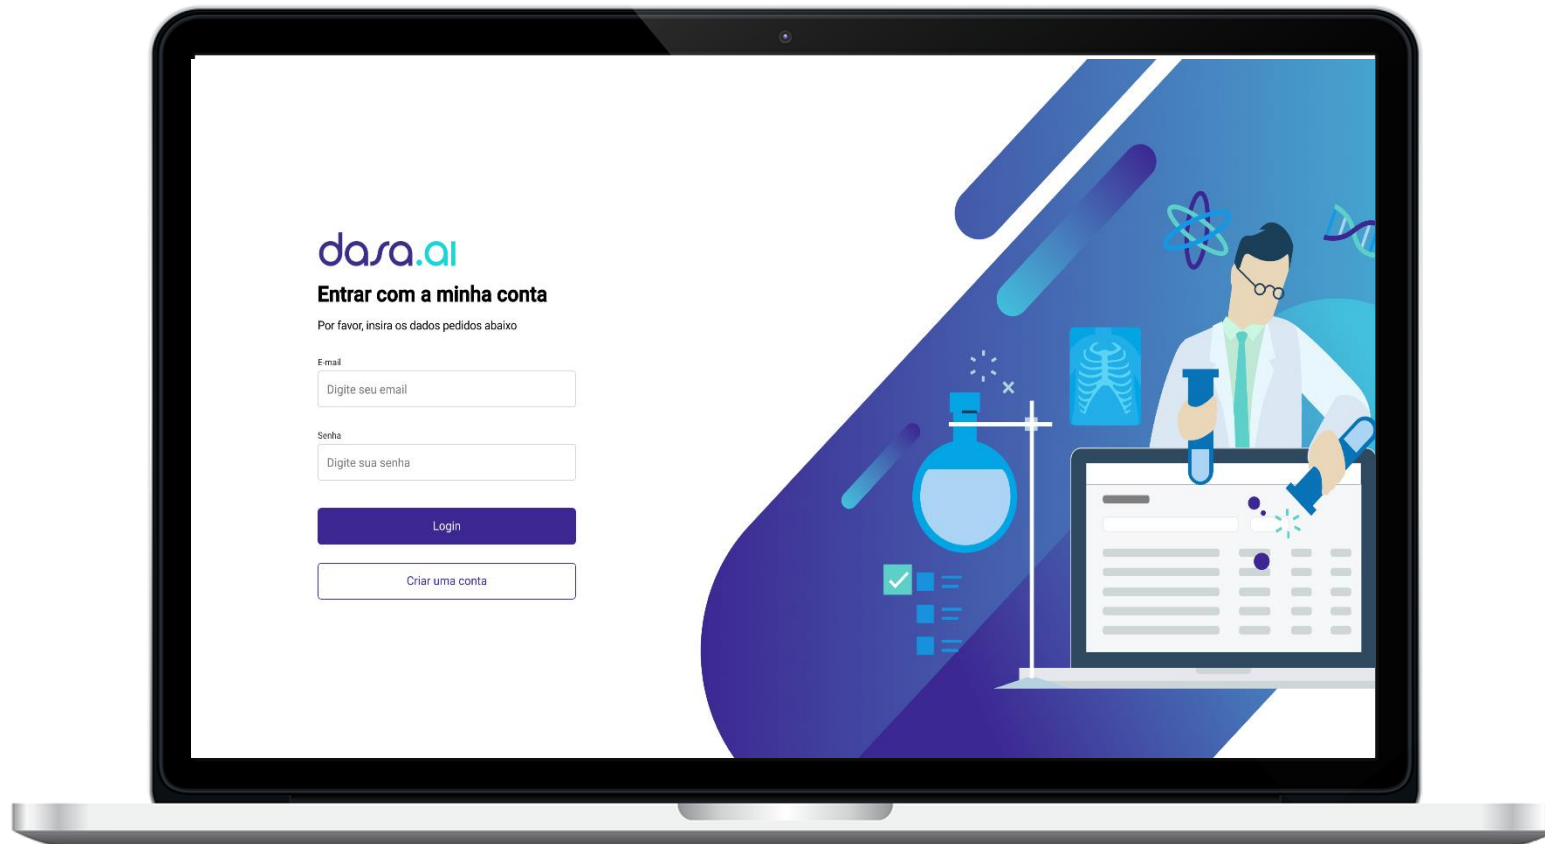 dasa.ai
Entrar com a minha conta
Por favor, insira os dados pedidos abaixo
E-mail
Digite seu email
Senha
Digite sua senha
Login
Criar uma conta